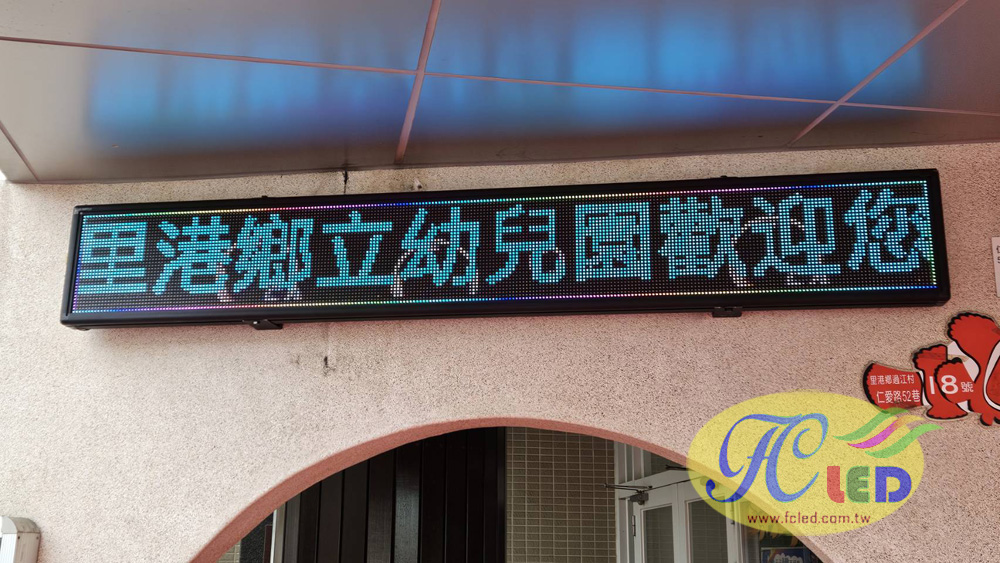 里港鄉立幼兒園歡迎您
里港鄉過江村
仁愛路52巷
18號
FC LED
www.fcled.com.tw